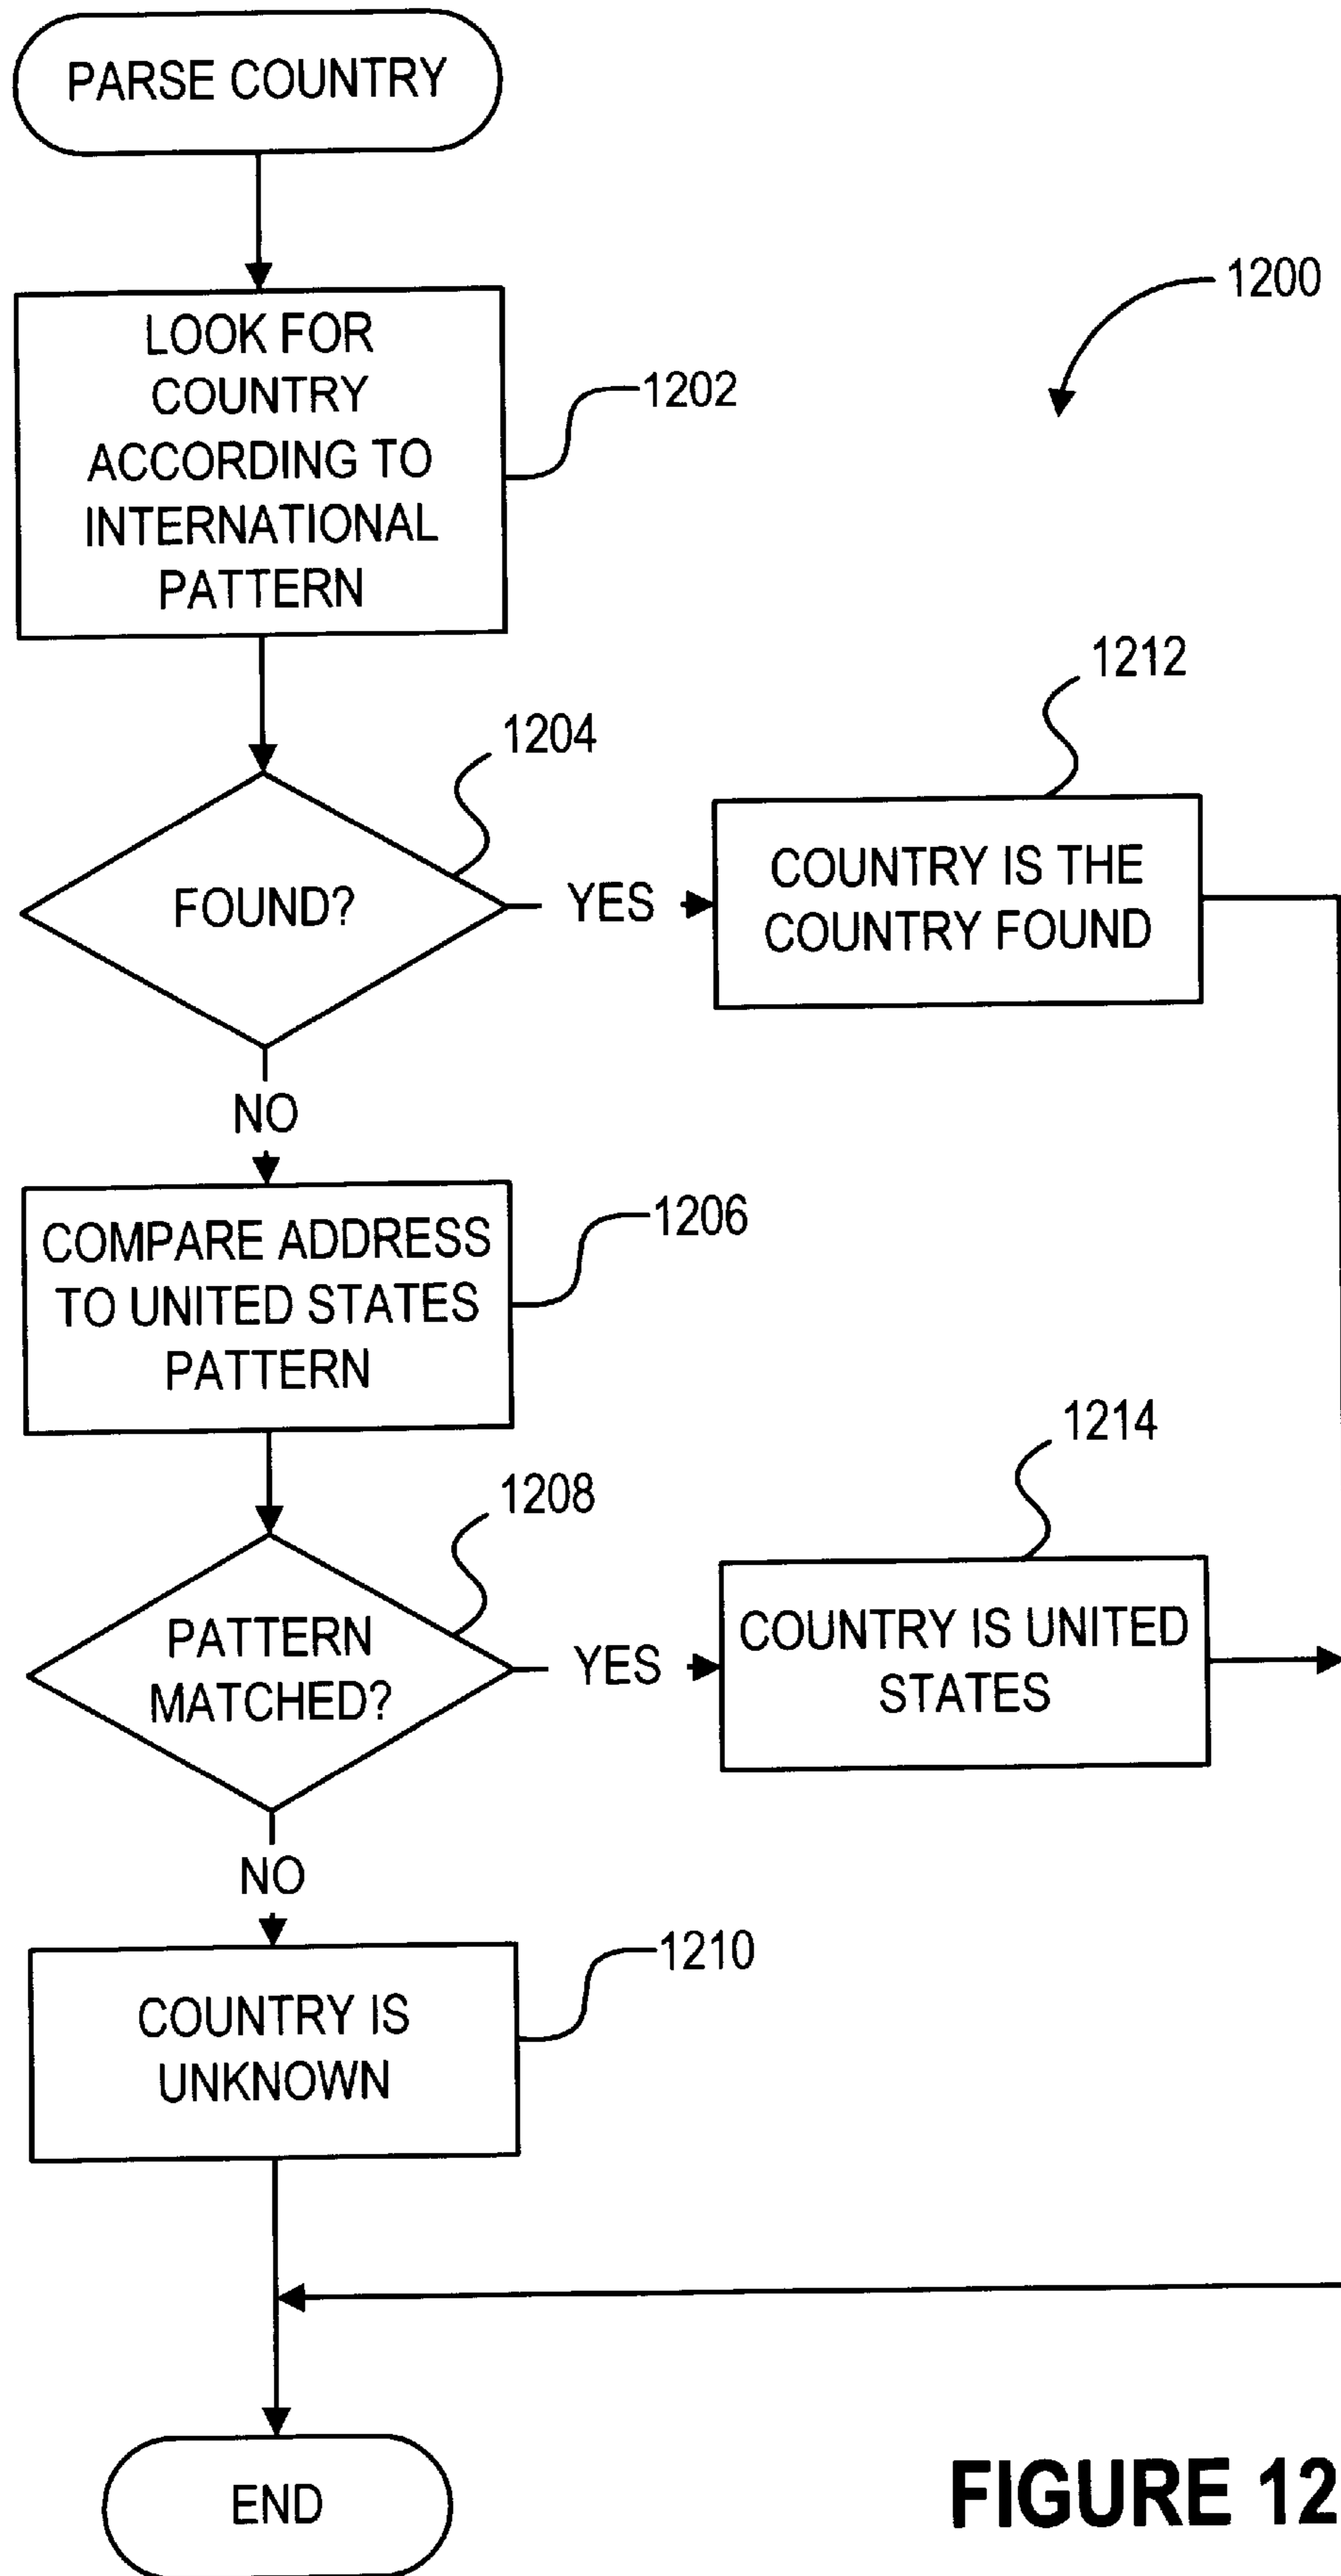 PARSE COUNTRY
1200
LOOK FOR
COUNTRY
ACCORDING TO
INTERNATIONAL
PATTERN
1202
1204
FOUND?
YES
1212
COUNTRY IS THE
COUNTRY FOUND
NO
COMPARE ADDRESS
TO UNITED STATES
PATTERN
1206
1208
PATTERN
MATCHED?
YES
1214
COUNTRY IS UNITED
STATES
NO
COUNTRY IS
UNKNOWN
1210
END
FIGURE 12